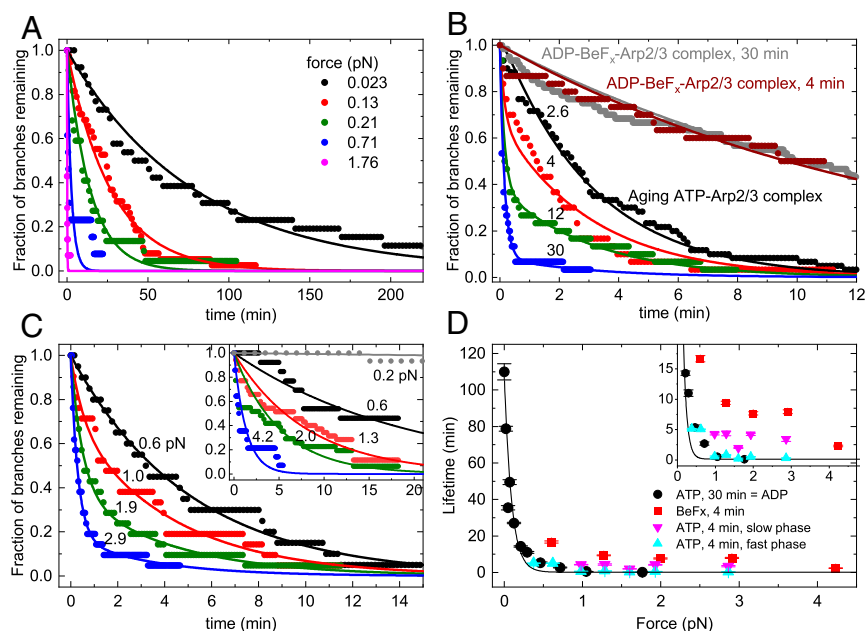 A
1.0
0.8
0.6
0.4
0.2
0.0
Fraction of branches remaining
force (pN)
0.023
0.13
0.21
0.71
1.76
0 50 100 150 200
time (min)
B
1.0
0.8
0.6
0.4
0.2
0.0
Fraction of branches remaining
ADP-BeFx-Arp2/3 complex, 30 min
ADP-BeFx-Arp2/3 complex, 4 min
2.6
4
Aging ATP-Arp2/3 complex
12
30
0 2 4 6 8 10 12
time (min)
C
1.0
0.8
0.6
0.4
0.2
0.0
Fraction of branches remaining
0.6 pN
1.0
1.9
2.9
0 2 4 6 8 10 12 14
time (min)
1.0
0.8
0.6
0.4
0.2
0.0
0.2 pN
0.6
1.3
2.0
4.2
0 5 10 15 20
D
120
110
100
90
80
70
60
50
40
30
20
10
0
Lifetime (min)
15
10
5
0
0 1 2 3 4
ATP, 30 min = ADP
BeFx, 4 min
ATP, 4 min, slow phase
ATP, 4 min, fast phase
0 1 2 3 4
Force (pN)